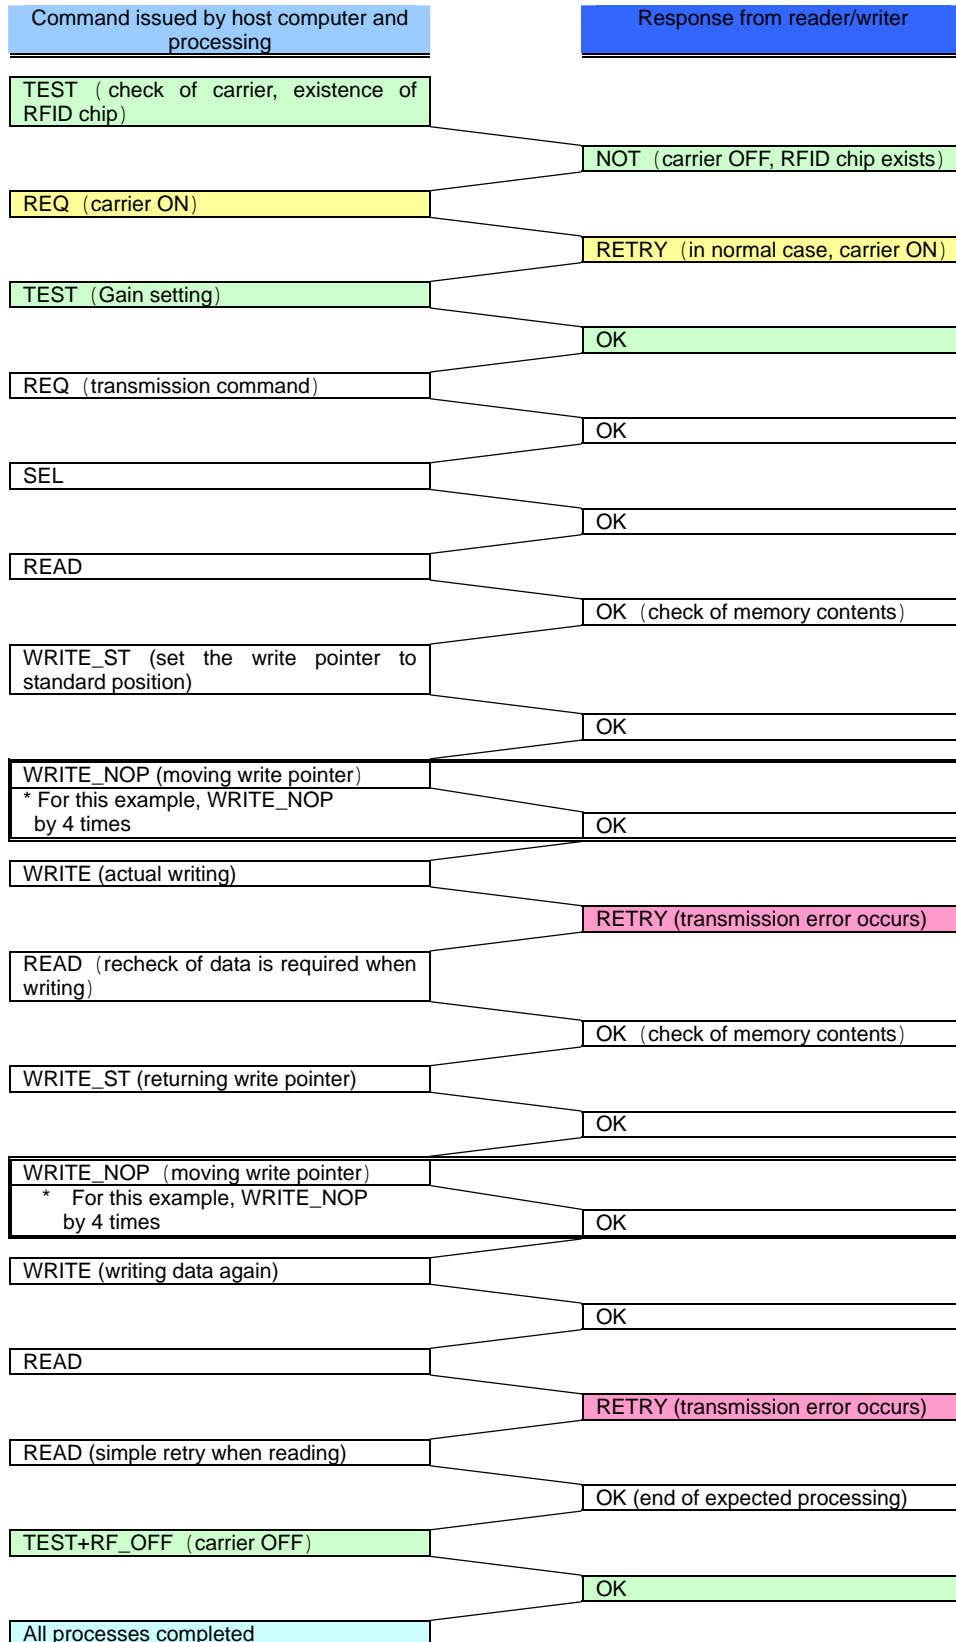 Command issued by host computer and
processing
Response from reader/writer
TEST (check of carrier, existence of
RFID chip)
NOT (carrier OFF, RFID chip exists)
REQ (carrier ON)
RETRY (in normal case, carrier ON)
TEST (Gain setting)
OK
REQ (transmission command)
OK
SEL
OK
READ
OK (check of memory contents)
WRITE_ST (set the write pointer to
standard position)
OK
WRITE_NOP (moving write pointer)
* For this example, WRITE_NOP
by 4 times
OK
WRITE (actual writing)
RETRY (transmission error occurs)
READ (recheck of data is required when
writing)
OK (check of memory contents)
WRITE_ST (returning write pointer)
OK
WRITE_NOP (moving write pointer)
* For this example, WRITE_NOP
by 4 times
OK
WRITE (writing data again)
OK
READ
RETRY (transmission error occurs)
READ (simple retry when reading)
OK (end of expected processing)
TEST+RF_OFF (carrier OFF)
OK
All processes completed